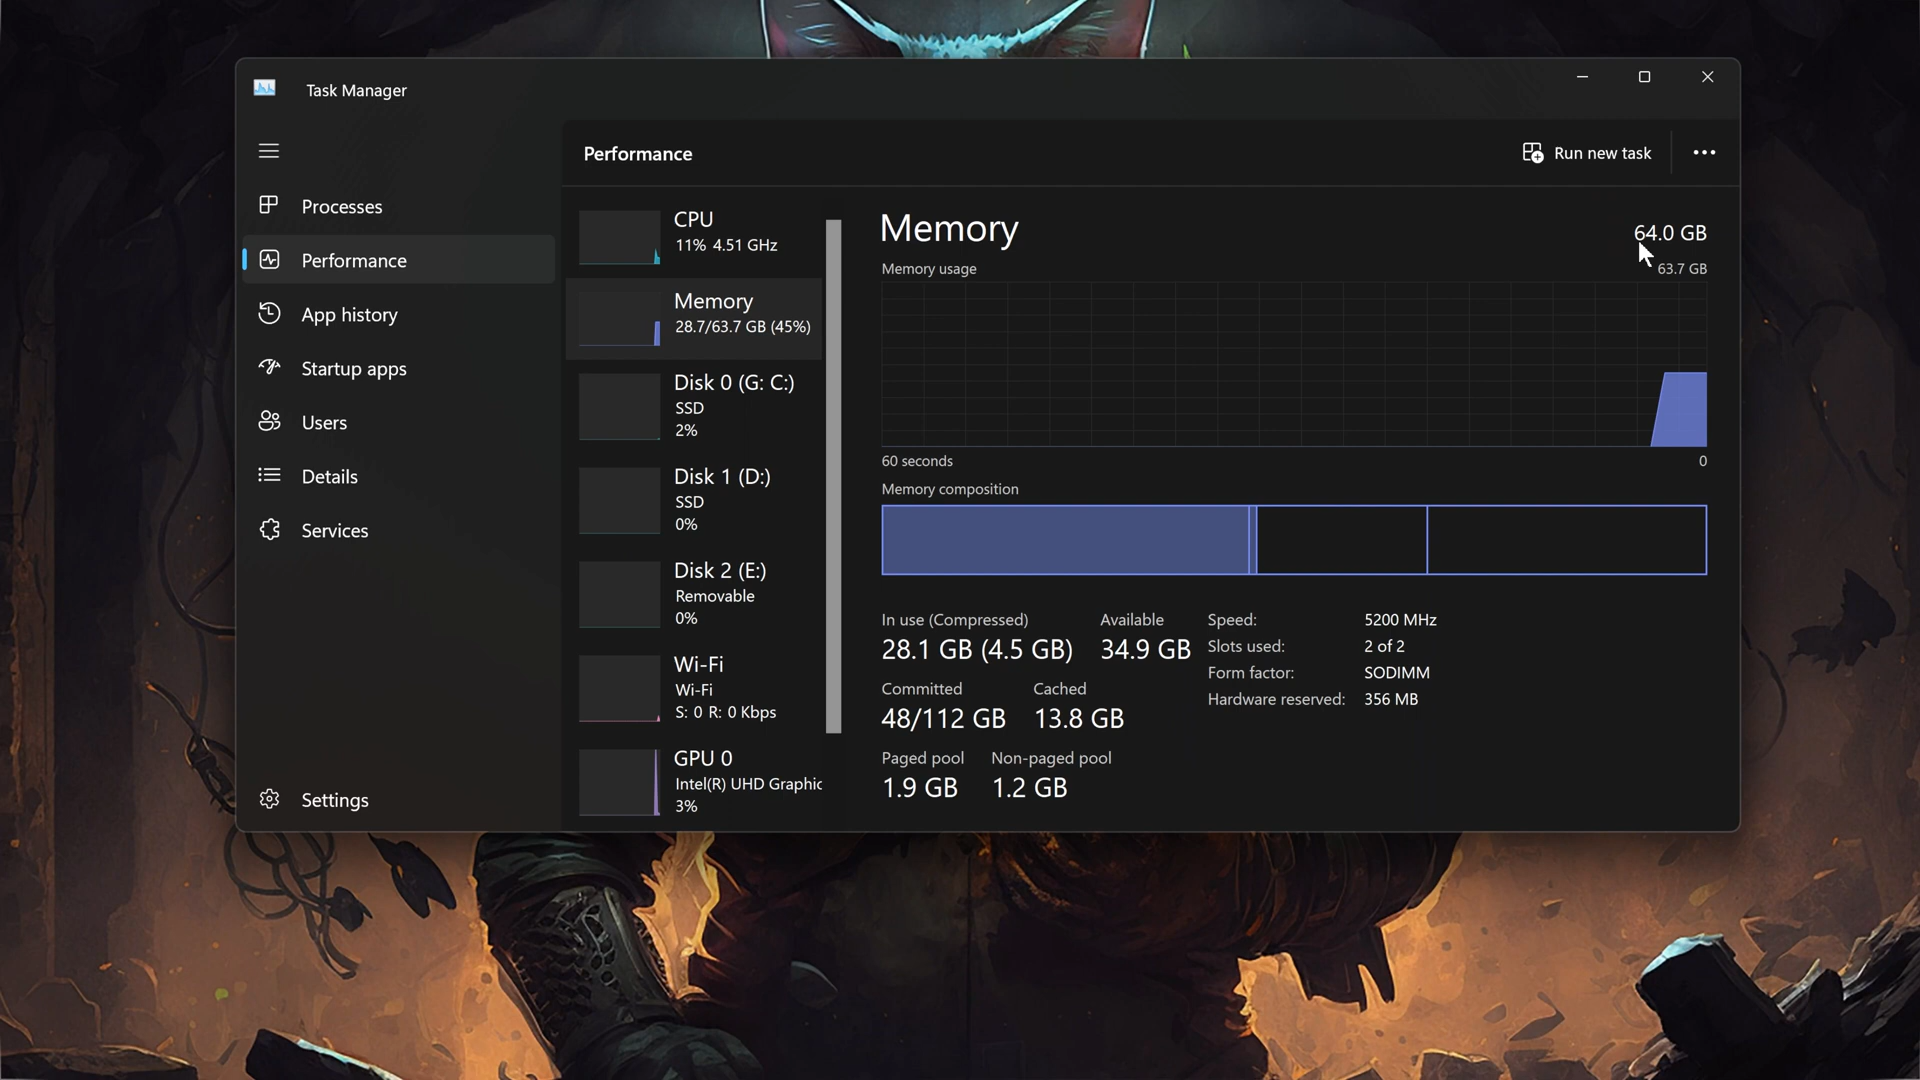 Task Manager
Performance
Run new task
Processes
Performance
App history
Startup apps
Users
Details
Services
Settings
CPU
11% 4.51 GHz
Memory
28.7/63.7 GB (45%)
Disk 0 (G: C:)
SSD
2%
Disk 1 (D:)
SSD
0%
Disk 2 (E:)
Removable
0%
Wi-Fi
Wi-Fi
S: 0 R: 0 Kbps
GPU 0
Intel(R) UHD Graphic
3%
Memory
64.0 GB
Memory usage
63.7 GB
60 seconds
0
Memory composition
In use (Compressed)
28.1 GB (4.5 GB)
Available
34.9 GB
Committed
48/112 GB
Cached
13.8 GB
Paged pool
1.9 GB
Non-paged pool
1.2 GB
Speed: 5200 MHz
Slots used: 2 of 2
Form factor: SODIMM
Hardware reserved: 356 MB